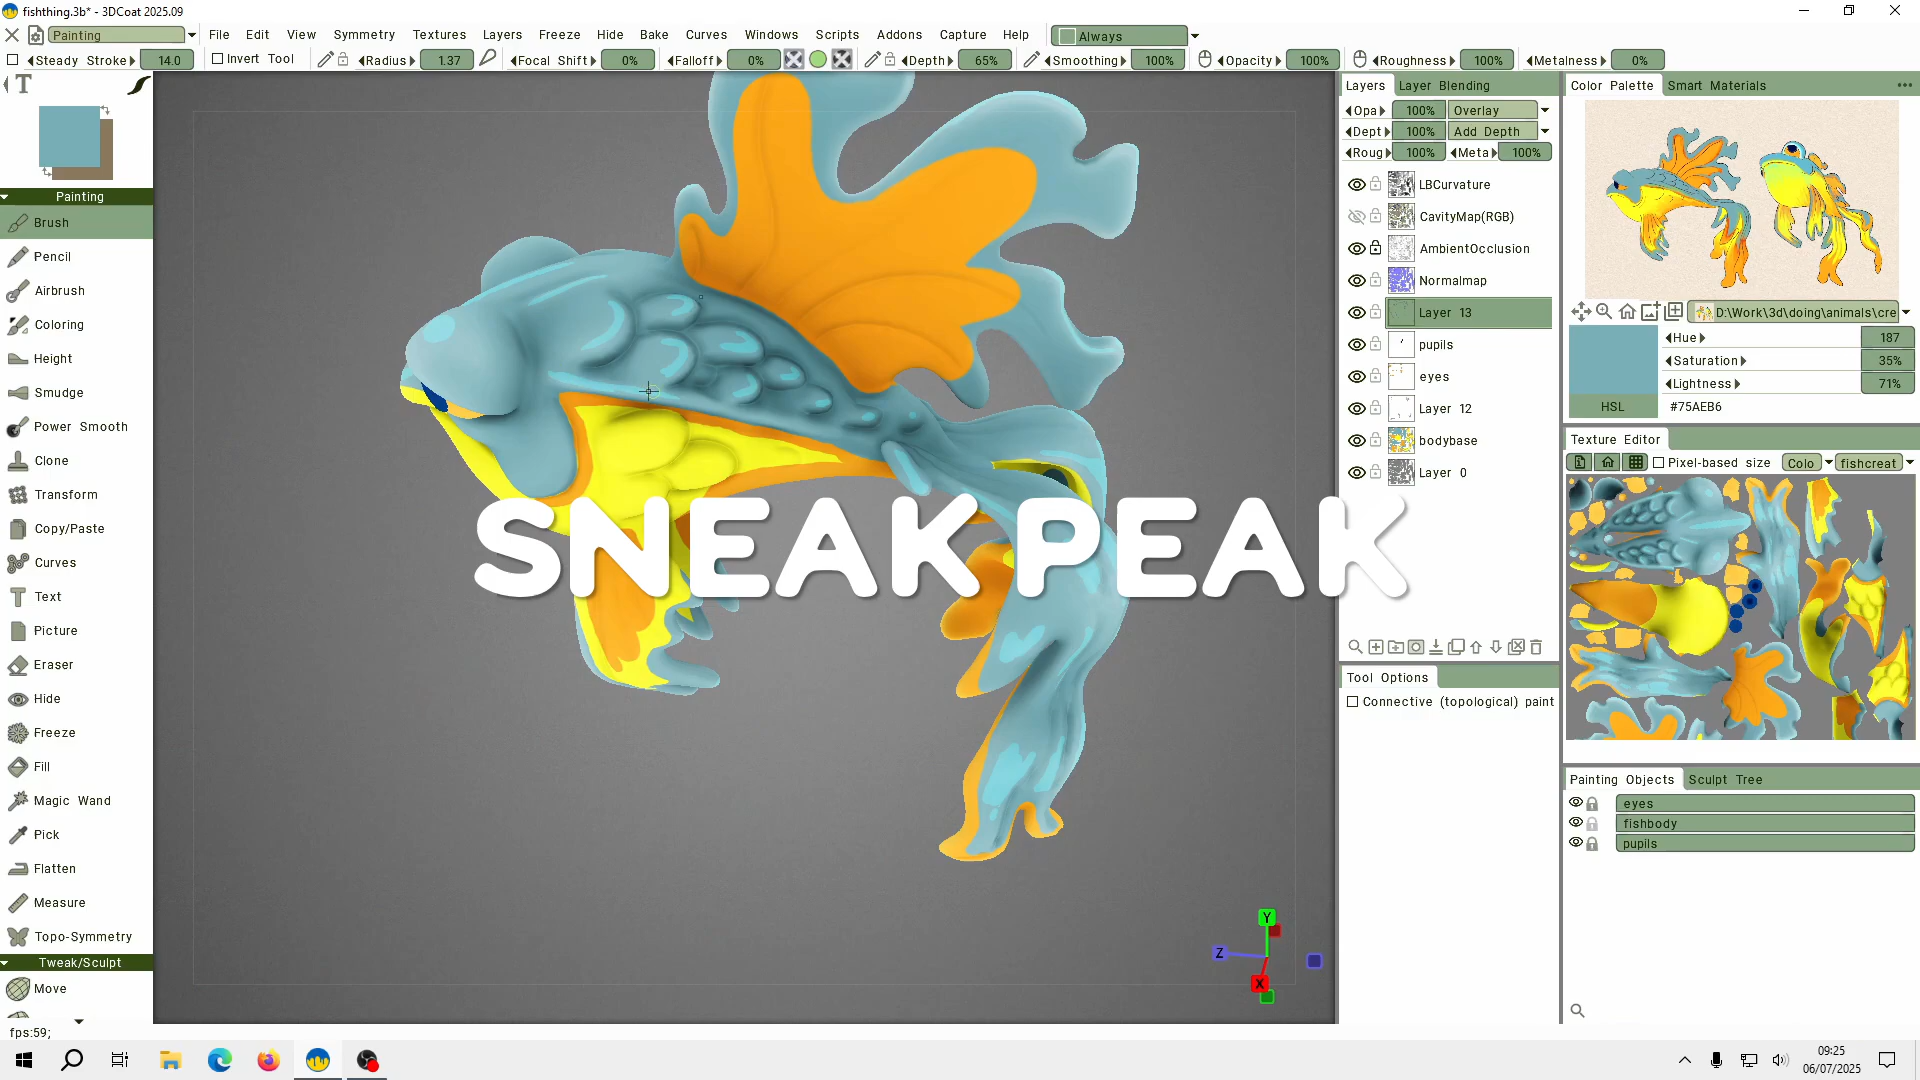 fishthing.3b* - 3DCoat 2025.09
Painting File Edit View Symmetry Textures Layers Freeze Hide Bake Curves Windows Scripts Addons Capture Help Always
Steady Stroke 14.0 Invert Tool Radius 1.37 Focal Shift 0% Falloff 0% Depth 65% Smoothing 100% Opacity 100% Roughness 100% Metalness 0%
T
Painting
Brush
Pencil
Airbrush
Coloring
Height
Smudge
Power Smooth
Clone
Transform
Copy/Paste
Curves
Text
Picture
Eraser
Hide
Freeze
Fill
Magic Wand
Pick
Flatten
Measure
Topo-Symmetry
Tweak/Sculpt
Move
fps:59;
SNEAK PEAK
Y
Z
X
Layers Layer Blending
Opa 100% Overlay
Dept 100% Add Depth
Roug 100% Meta 100%
LBCurvature
CavityMap(RGB)
AmbientOcclusion
Normalmap
Layer 13
pupils
eyes
Layer 12
bodybase
Layer 0
Tool Options
Connective (topological) paint
Color Palette Smart Materials
D:\Work\3d\doing\animals\cre
Hue 187
Saturation 35%
Lightness 71%
HSL #75AEB6
Texture Editor
Pixel-based size Colo fishcreat
Painting Objects Sculpt Tree
eyes
fishbody
pupils
09:25
06/07/2025